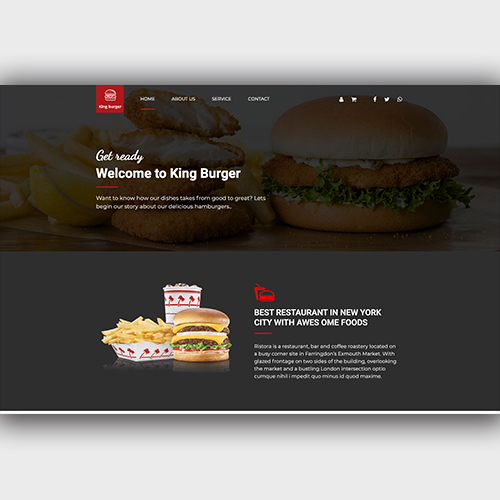 King Burger
HOME ABOUT US SERVICE CONTACT
Get ready
Welcome to King Burger
Want to know how our dishes takes from good to great? Lets
begin our story about our delicious hamburgers..
BEST RESTAURANT IN NEW YORK
CITY WITH AWES OME FOODS
Ristora is a restaurant, bar and coffee roastery located on
a busy corner site in Farringdon's Exmouth Market. With
glazed frontage on two sides of the building, overlooking
the market and a bustling London intersection optio
cumque nihil i mpedit quo minus id quod maxime.